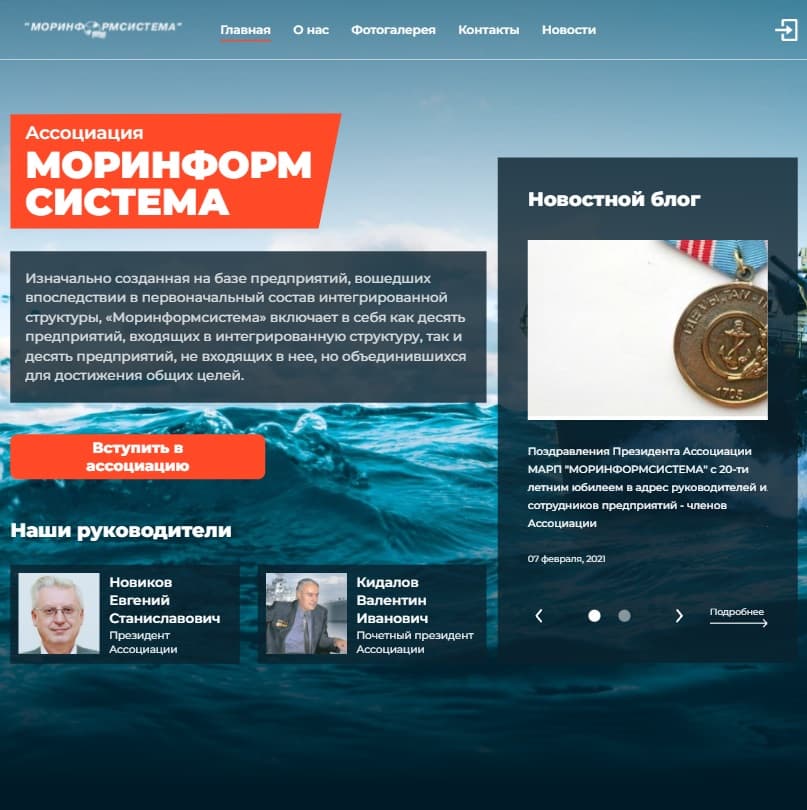 "МОРИНФОРМСИСТЕМА"
Главная
О нас
Фотогалерея
Контакты
Новости
Ассоциация
МОРИНФОРМ
СИСТЕМА
Изначально созданная на базе предприятий, вошедших
впоследствии в первоначальный состав интегрированной
структуры, «Моринформсистема» включает в себя как десять
предприятий, входящих в интегрированную структуру, так и
десять предприятий, не входящих в нее, но объединившихся
для достижения общих целей.
Вступить в
ассоциацию
Наши руководители
Новиков
Евгений
Станиславович
Президент
Ассоциации
Кидалов
Валентин
Иванович
Почетный президент
Ассоциации
Новостной блог
1705
Поздравления Президента Ассоциации
МАРП "МОРИНФОРМСИСТЕМА" с 20-ти
летним юбилеем в адрес руководителей и
сотрудников предприятий - членов
Ассоциации
07 февраля, 2021
Подробнее